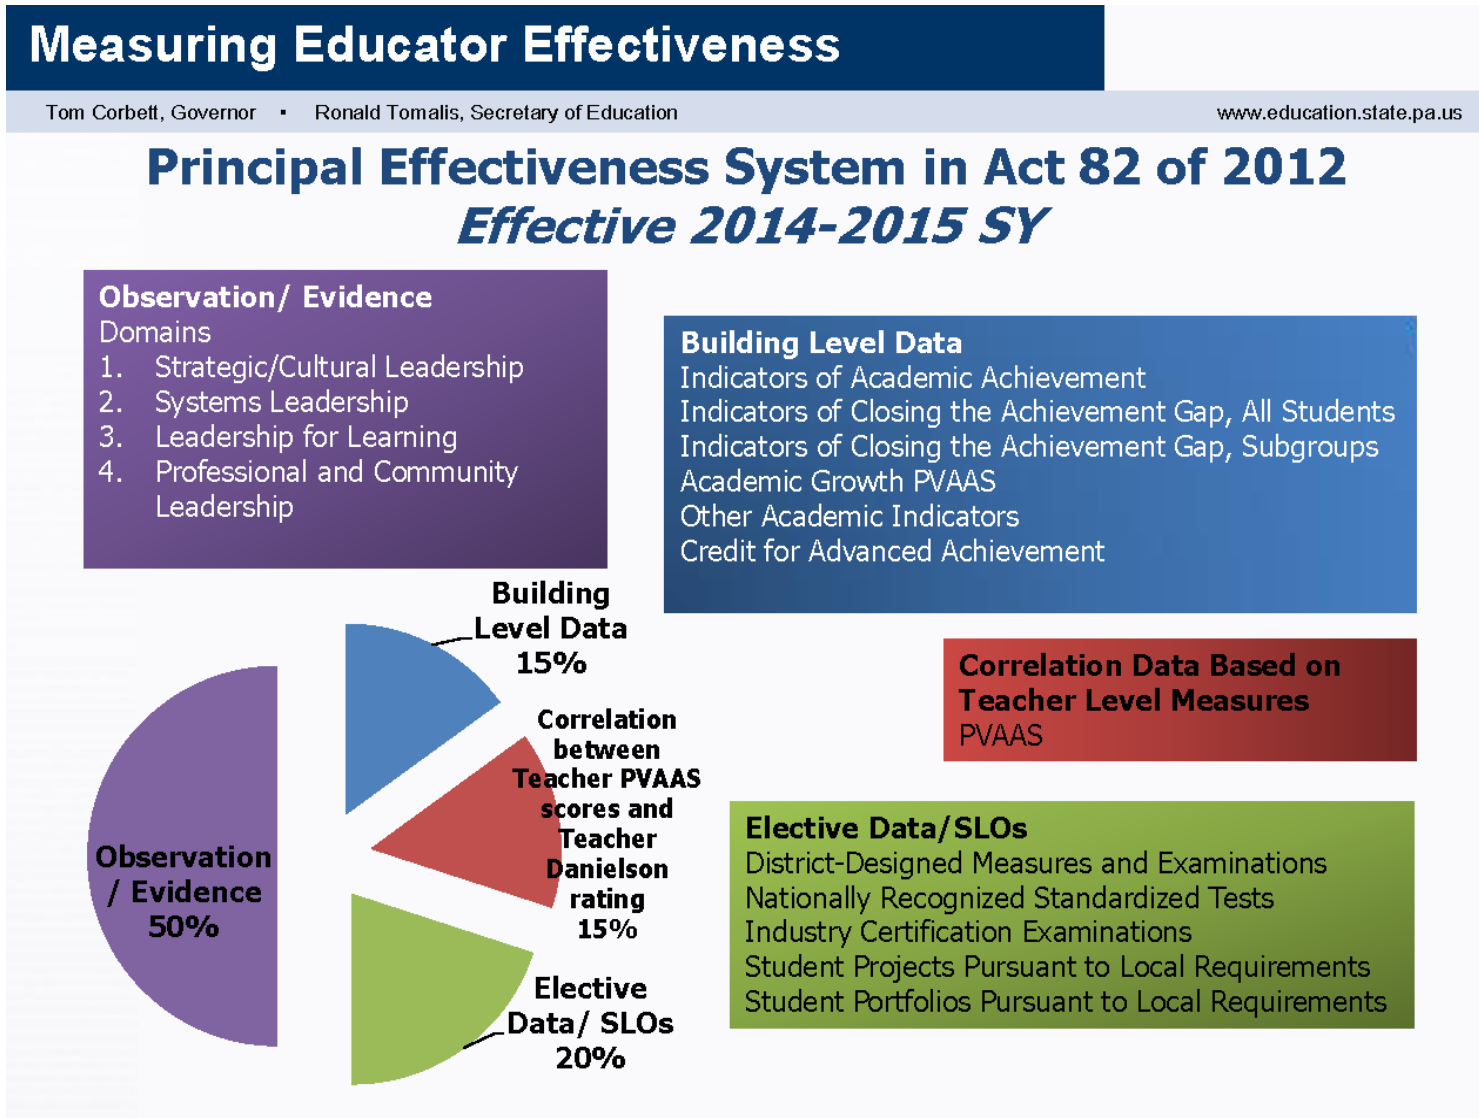 Measuring Educator Effectiveness
Tom Corbett, Governor ▪ Ronald Tomalis, Secretary of Education www.education.state.pa.us
Principal Effectiveness System in Act 82 of 2012
Effective 2014-2015 SY
Observation/ Evidence
Domains
1. Strategic/Cultural Leadership
2. Systems Leadership
3. Leadership for Learning
4. Professional and Community
Leadership
Building Level Data
Indicators of Academic Achievement
Indicators of Closing the Achievement Gap, All Students
Indicators of Closing the Achievement Gap, Subgroups
Academic Growth PVAAS
Other Academic Indicators
Credit for Advanced Achievement
Building
Level Data
15%
Correlation
between
Teacher PVAAS
scores and
Teacher
Danielson
rating
15%
Observation
/ Evidence
50%
Elective
Data/ SLOs
20%
Correlation Data Based on
Teacher Level Measures
PVAAS
Elective Data/SLOs
District-Designed Measures and Examinations
Nationally Recognized Standardized Tests
Industry Certification Examinations
Student Projects Pursuant to Local Requirements
Student Portfolios Pursuant to Local Requirements